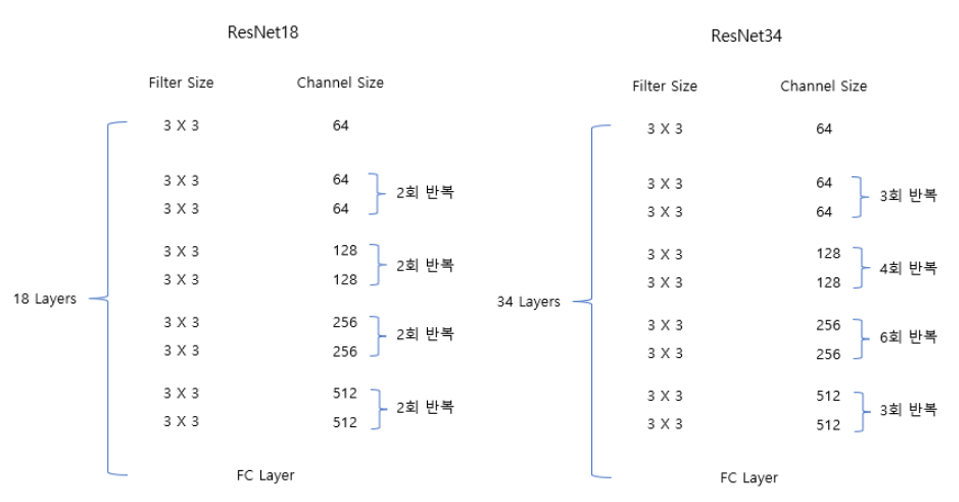 ResNet18
Filter Size Channel Size
3 X 3 64
3 X 3 64
3 X 3 64
2회 반복
3 X 3 128
3 X 3 128
2회 반복
18 Layers
3 X 3 256
3 X 3 256
2회 반복
3 X 3 512
3 X 3 512
2회 반복
FC Layer
ResNet34
Filter Size Channel Size
3 X 3 64
3 X 3 64
3 X 3 64
3회 반복
3 X 3 128
3 X 3 128
4회 반복
34 Layers
3 X 3 256
3 X 3 256
6회 반복
3 X 3 512
3 X 3 512
3회 반복
FC Layer